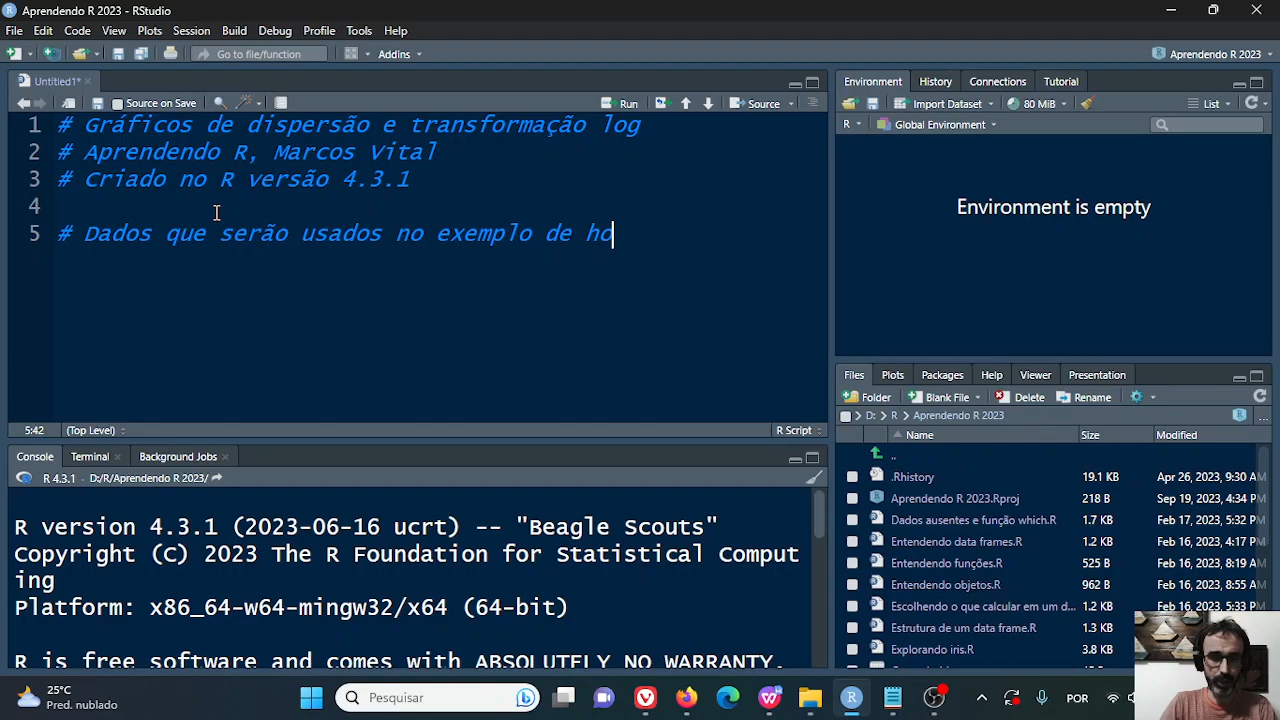 Aprendendo R 2023 - RStudio
File Edit Code View Plots Session Build Debug Profile Tools Help
Go to file/function Addins Aprendendo R 2023
Untitled1*
Source on Save Run Source
1 # Gráficos de dispersão e transformação log
2 # Aprendendo R, Marcos Vital
3 # Criado no R versão 4.3.1
4
5 # Dados que serão usados no exemplo de ho
5:42 (Top Level) R Script
Console Terminal Background Jobs
R 4.3.1 · D:/R/Aprendendo R 2023/
R version 4.3.1 (2023-06-16 ucrt) -- "Beagle Scouts"
Copyright (C) 2023 The R Foundation for Statistical Comput
ing
Platform: x86_64-w64-mingw32/x64 (64-bit)
R is free software and comes with ABSOLUTELY NO WARRANTY.
Environment History Connections Tutorial
Import Dataset 80 MiB List
R Global Environment
Environment is empty
Files Plots Packages Help Viewer Presentation
Folder Blank File Delete Rename
D: R Aprendendo R 2023 ...
Name Size Modified
..
.Rhistory 19.1 KB Apr 26, 2023, 9:30 AM
Aprendendo R 2023.Rproj 218 B Sep 19, 2023, 4:34 PM
Dados ausentes e função which.R 1.7 KB Feb 17, 2023, 5:32 PM
Entendendo data frames.R 1.2 KB Feb 16, 2023, 4:17 PM
Entendendo funções.R 525 B Feb 16, 2023, 8:19 AM
Entendendo objetos.R 962 B Feb 16, 2023, 8:55 AM
Escolhendo o que calcular em um d... 1.2 KB Feb 16, 2023, 5:33 PM
Estrutura de um data frame.R 1.3 KB Feb 16, 2023,
Explorando iris.R 3.8 KB Feb 16, 2023,
25°C
Pred. nublado
Pesquisar
POR